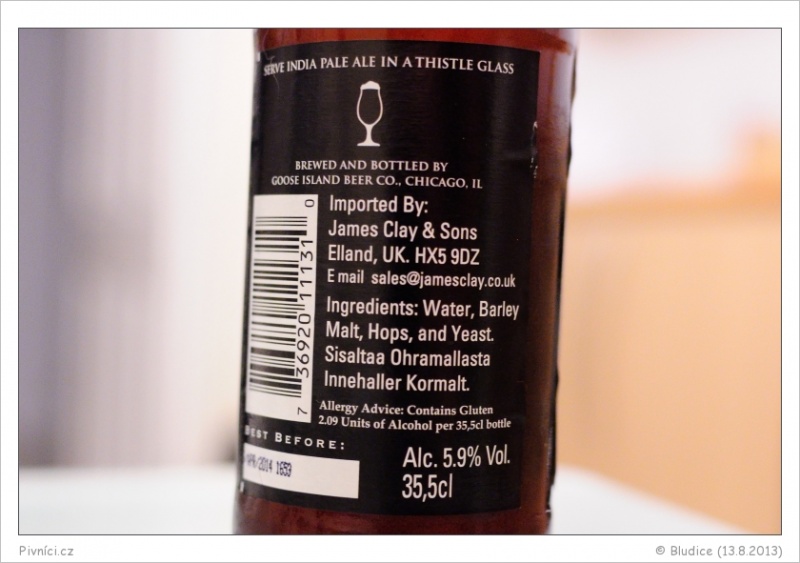 SERVE INDIA PALE ALE IN A THISTLE GLASS
BREWED AND BOTTLED BY
GOOSE ISLAND BEER CO., CHICAGO, IL
Imported By:
James Clay & Sons
Elland, UK. HX5 9DZ
E mail sales@jamesclay.co.uk
Ingredients: Water, Barley
Malt, Hops, and Yeast.
Sisaltaa Ohramallasta
Innehaller Kormalt.
Allergy Advice: Contains Gluten
2.09 Units of Alcohol per 35,5cl bottle
7 36920 11131 0
BEST BEFORE:
APR/2014 1653
Alc. 5.9% Vol.
35,5cl
Pivníci.cz
© Bludice (13.8.2013)